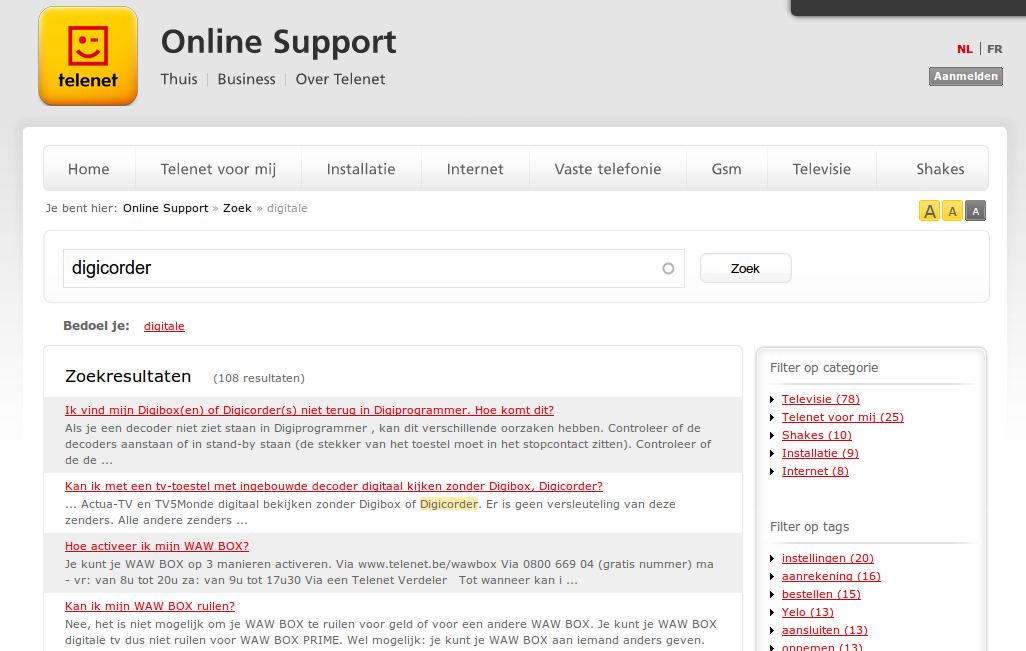 telenet
Online Support
Thuis | Business | Over Telenet
NL | FR
Aanmelden
Home Telenet voor mij Installatie Internet Vaste telefonie Gsm Televisie Shakes
Je bent hier: Online Support » Zoek » digitale
A A A
digicorder
Zoek
Bedoel je: digitale
Zoekresultaten (108 resultaten)
Ik vind mijn Digibox(en) of Digicorder(s) niet terug in Digiprogrammer. Hoe komt dit?
Als je een decoder niet ziet staan in Digiprogrammer , kan dit verschillende oorzaken hebben. Controleer of de
decoders aanstaan of in stand-by staan (de stekker van het toestel moet in het stopcontact zitten). Controleer of
de de ...
Kan ik met een tv-toestel met ingebouwde decoder digitaal kijken zonder Digibox, Digicorder?
... Actua-TV en TV5Monde digitaal bekijken zonder Digibox of Digicorder. Er is geen versleuteling van deze
zenders. Alle andere zenders ...
Hoe activeer ik mijn WAW BOX?
Je kunt je WAW BOX op 3 manieren activeren. Via www.telenet.be/wawbox Via 0800 669 04 (gratis nummer) ma
- vr: van 8u tot 20u za: van 9u tot 17u30 Via een Telenet Verdeler Tot wanneer kan i ...
Kan ik mijn WAW BOX ruilen?
Nee, het is niet mogelijk om je WAW BOX te ruilen voor geld of voor een andere WAW BOX. Je kunt je WAW BOX
digitale tv dus niet ruilen voor WAW BOX PRIME. Wel mogelijk: je kunt je WAW BOX aan iemand anders geven.
Filter op categorie
Televisie (78)
Telenet voor mij (25)
Shakes (10)
Installatie (9)
Internet (8)
Filter op tags
instellingen (20)
aanrekening (16)
bestellen (15)
Yelo (13)
aansluiten (13)
opnemen (13)